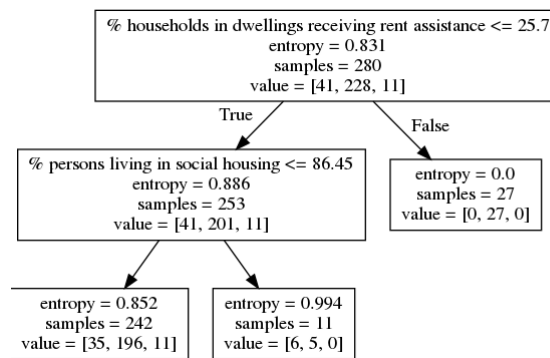 % households in dwellings receiving rent assistance <= 25.7
entropy = 0.831
samples = 280
value = [41, 228, 11]
True
False
% persons living in social housing <= 86.45
entropy = 0.886
samples = 253
value = [41, 201, 11]
entropy = 0.0
samples = 27
value = [0, 27, 0]
entropy = 0.852
samples = 242
value = [35, 196, 11]
entropy = 0.994
samples = 11
value = [6, 5, 0]